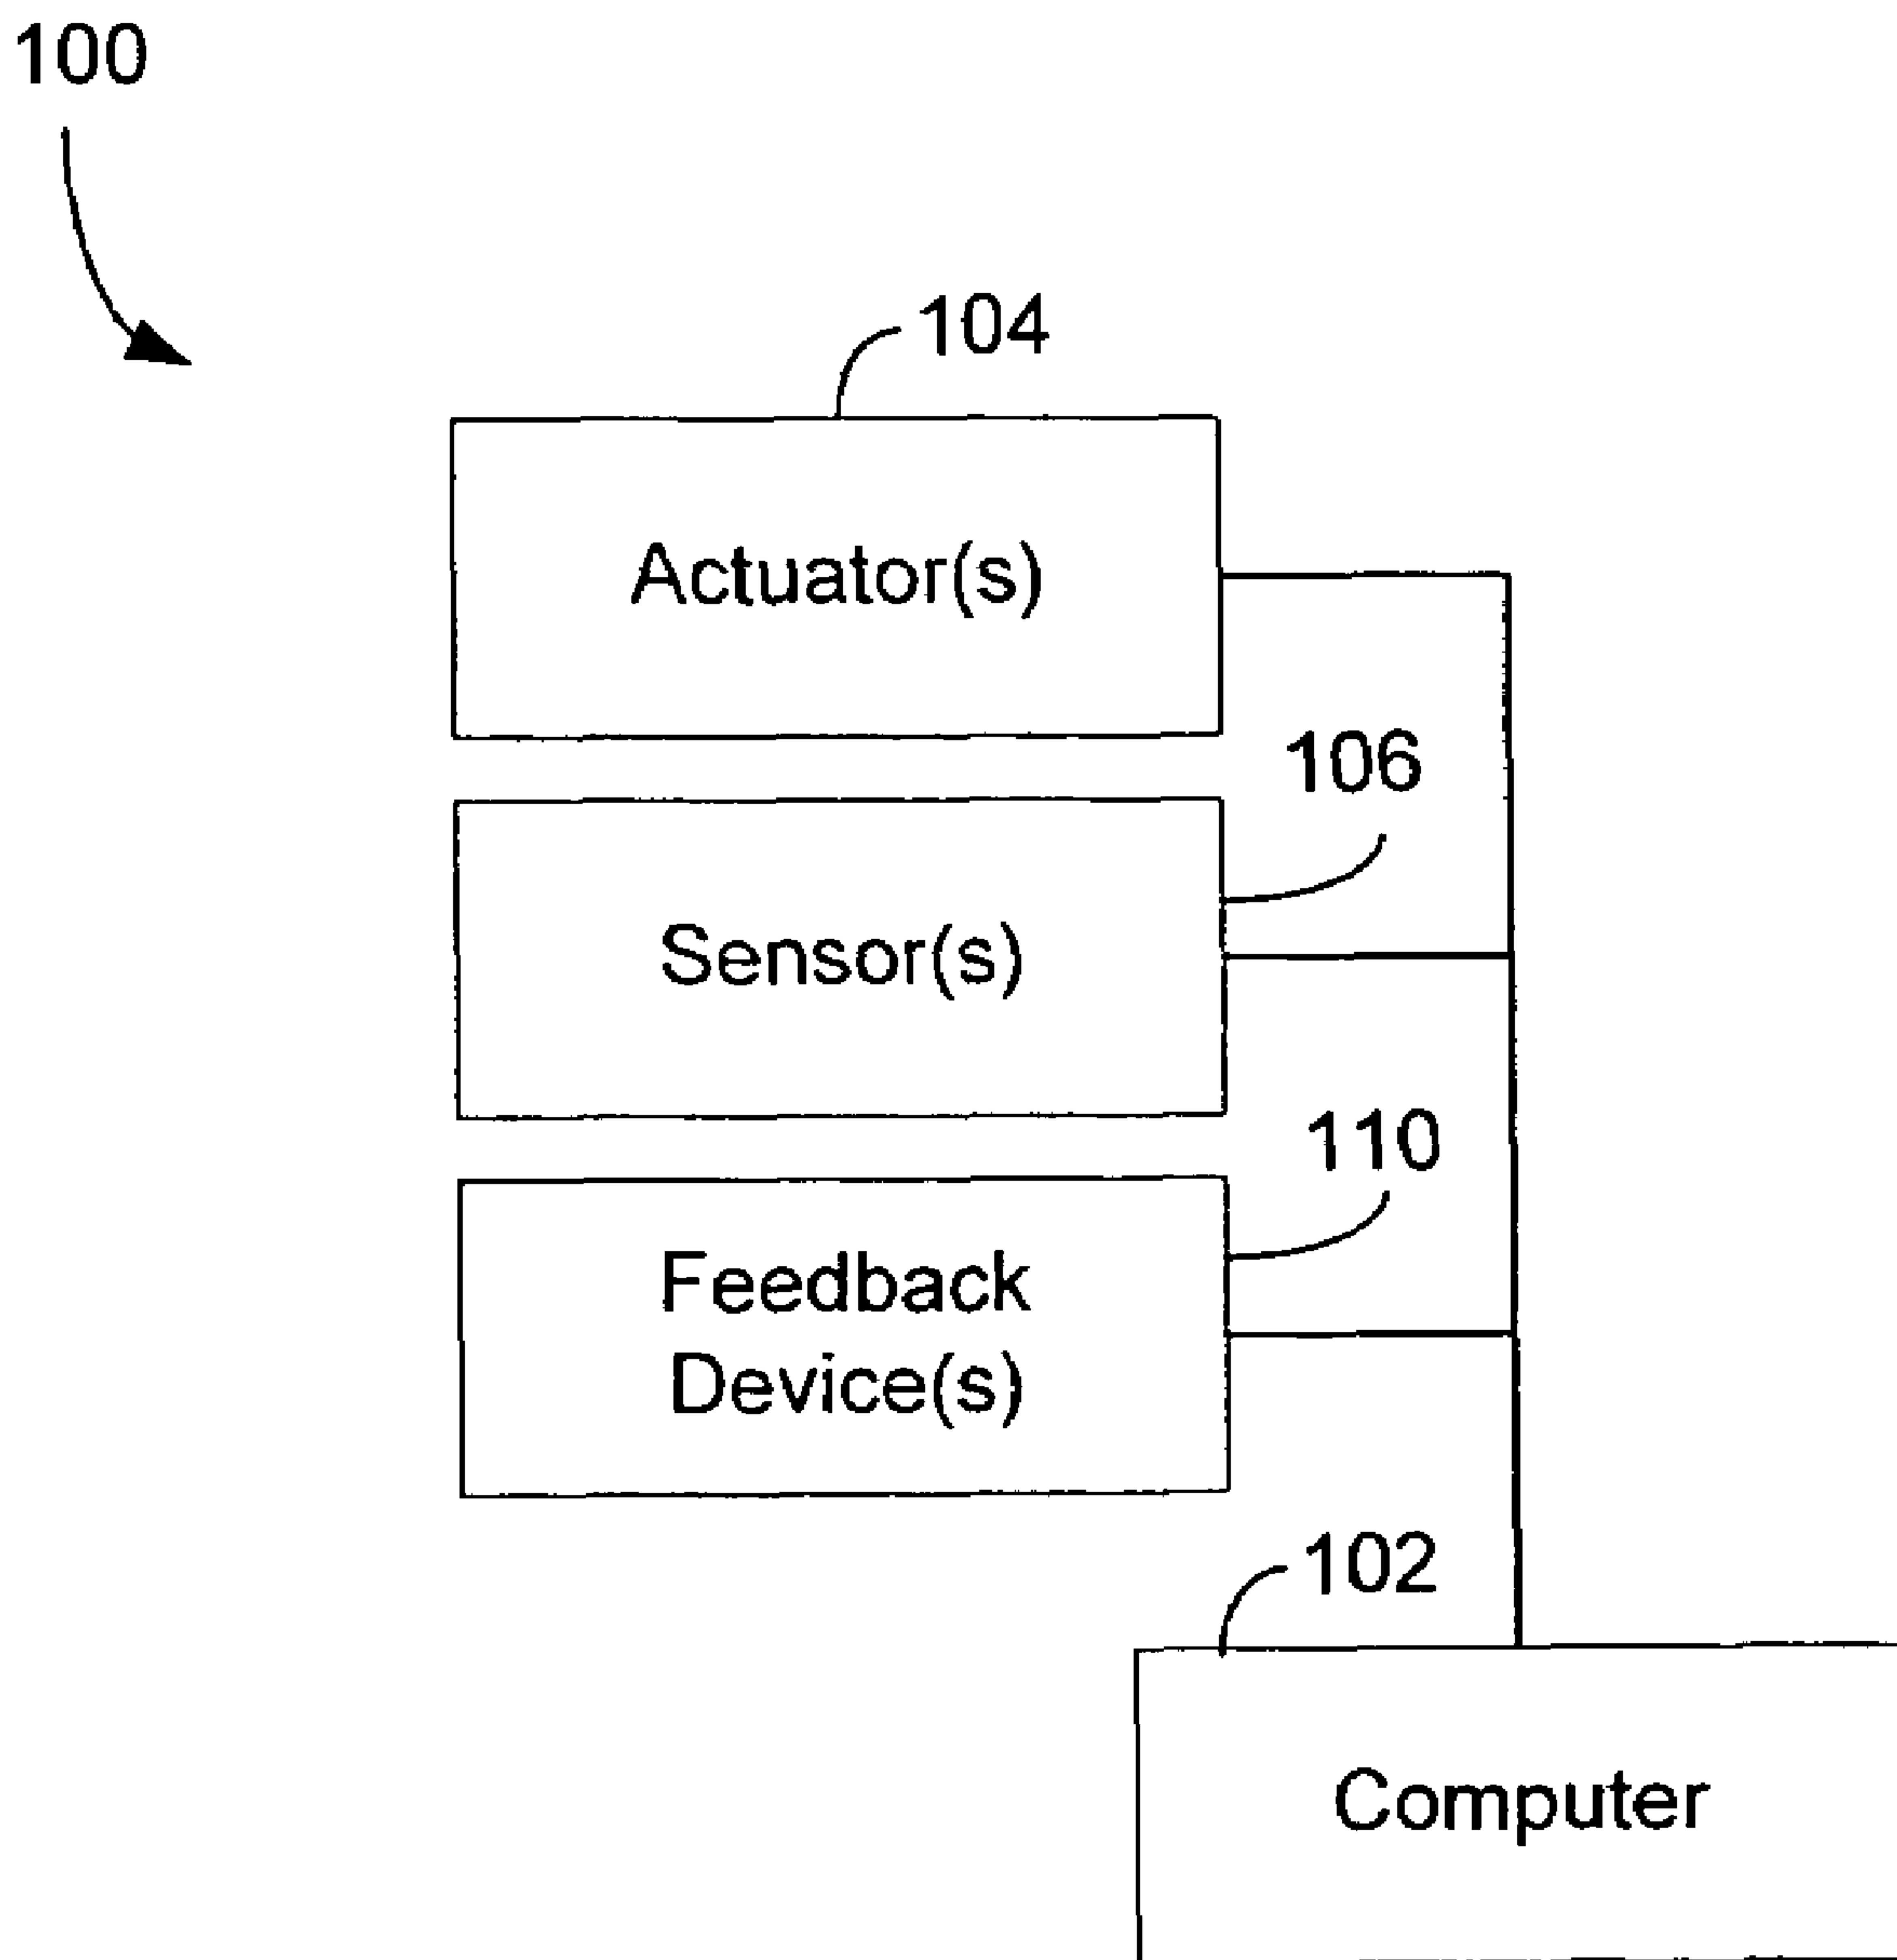 100
104
Actuator(s)
106
Sensor(s)
110
Feedback
Device(s)
102
Computer